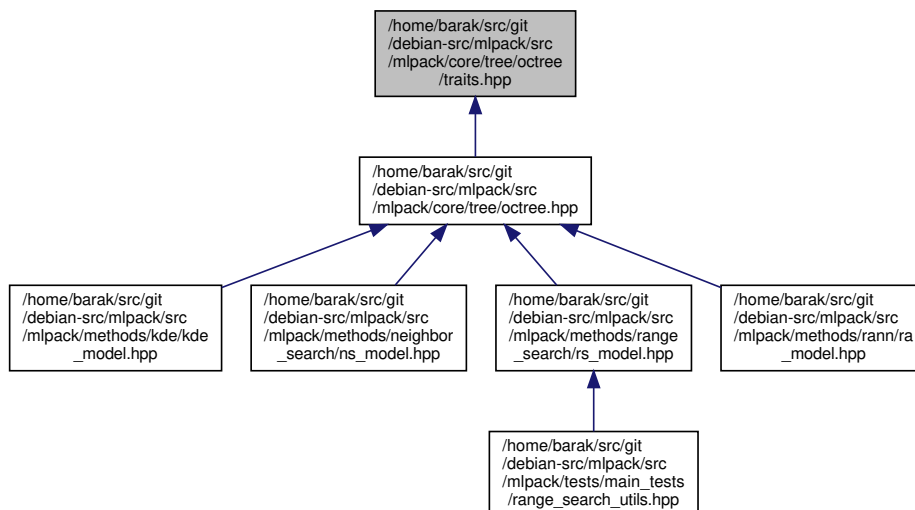 /home/barak/src/git
/debian-src/mlpack/src
/mlpack/core/tree/octree
/traits.hpp
/home/barak/src/git
/debian-src/mlpack/src
/mlpack/core/tree/octree.hpp
/home/barak/src/git
/debian-src/mlpack/src
/mlpack/methods/kde/kde
_model.hpp
/home/barak/src/git
/debian-src/mlpack/src
/mlpack/methods/neighbor
_search/ns_model.hpp
/home/barak/src/git
/debian-src/mlpack/src
/mlpack/methods/range
_search/rs_model.hpp
/home/barak/src/git
/debian-src/mlpack/src
/mlpack/methods/rann/ra
_model.hpp
/home/barak/src/git
/debian-src/mlpack/src
/mlpack/tests/main_tests
/range_search_utils.hpp